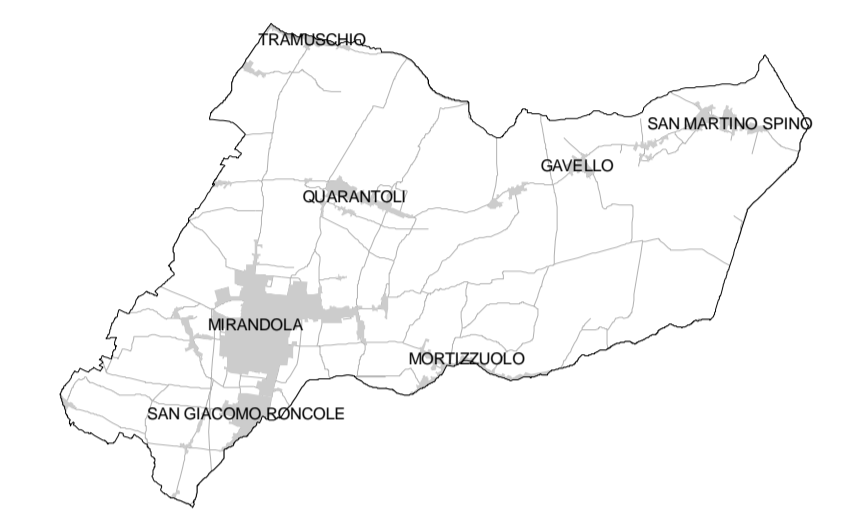 TRAMUSCHIO
SAN MARTINO SPINO
GAVELLO
QUARANTOLI
MIRANDOLA
MORTIZZUOLO
SAN GIACOMO RONCOLE